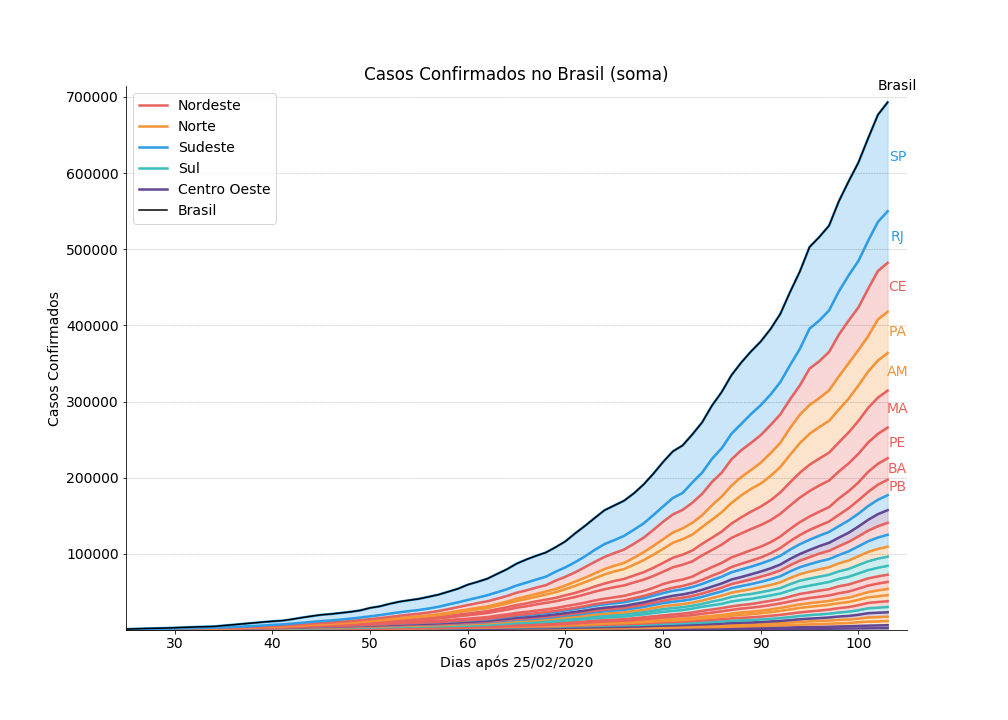 Casos Confirmados no Brasil (soma)
Brasil
700000
600000
500000
400000
300000
200000
100000
Casos Confirmados
Nordeste
Norte
Sudeste
Sul
Centro Oeste
Brasil
SP
RJ
CE
PA
AM
MA
PE
BA
PB
30 40 50 60 70 80 90 100
Dias após 25/02/2020